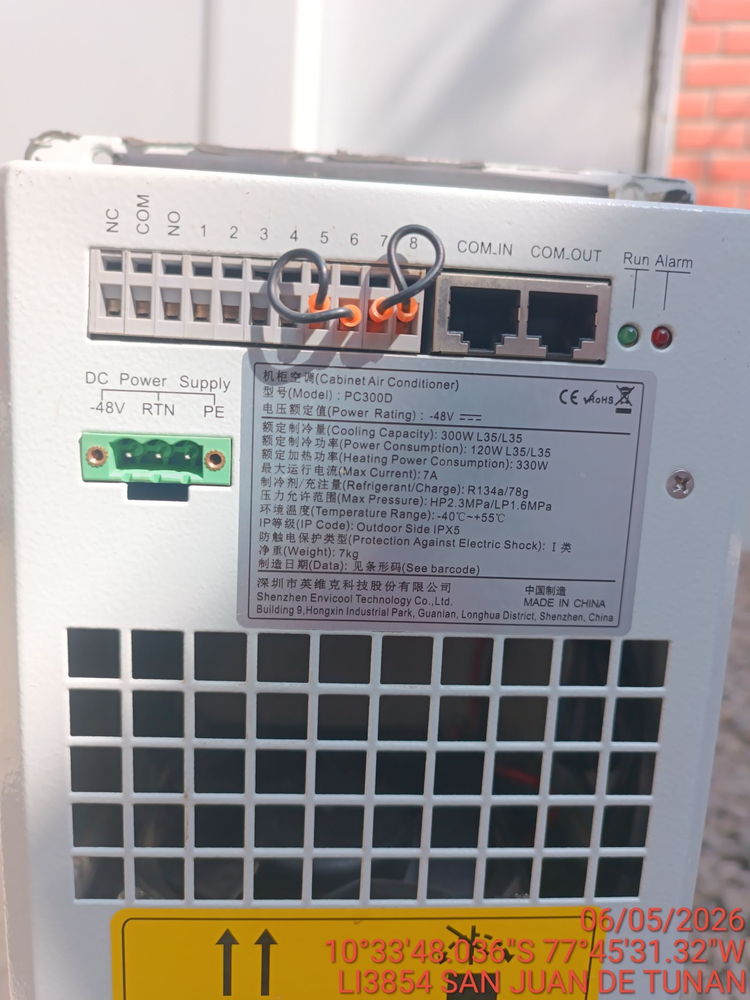 NC COM NO 1 2 3 4 5 6 7 8 COM_IN COM_OUT Run Alarm
DC Power Supply
-48V RTN PE
机柜空调(Cabinet Air Conditioner)
型号(Model) : PC300D
CE RoHS
电压额定值(Power Rating) : -48V
额定制冷量(Cooling Capacity): 300W L35/L35
额定制冷功率(Power Consumption): 120W L35/L35
额定加热功率(Heating Power Consumption): 330W
最大运行电流(Max Current): 7A
制冷剂/充注量(Refrigerant/Charge): R134a/78g
压力允许范围(Max Pressure): HP2.3MPa/LP1.6MPa
环境温度(Temperature Range): -40℃~+55℃
IP等级(IP Code): Outdoor Side IPX5
防触电保护类型(Protection Against Electric Shock): I 类
净重(Weight): 7kg
制造日期(Data): 见条形码(See barcode)
深圳市英维克科技股份有限公司
中国制造
Shenzhen Envicool Technology Co.,Ltd.
MADE IN CHINA
Building 9,Hongxin Industrial Park, Guanlan, Longhua District, Shenzhen, China
06/05/2026
10°33'48.036"S 77°45'31.32"W
LI3854 SAN JUAN DE TUNAN